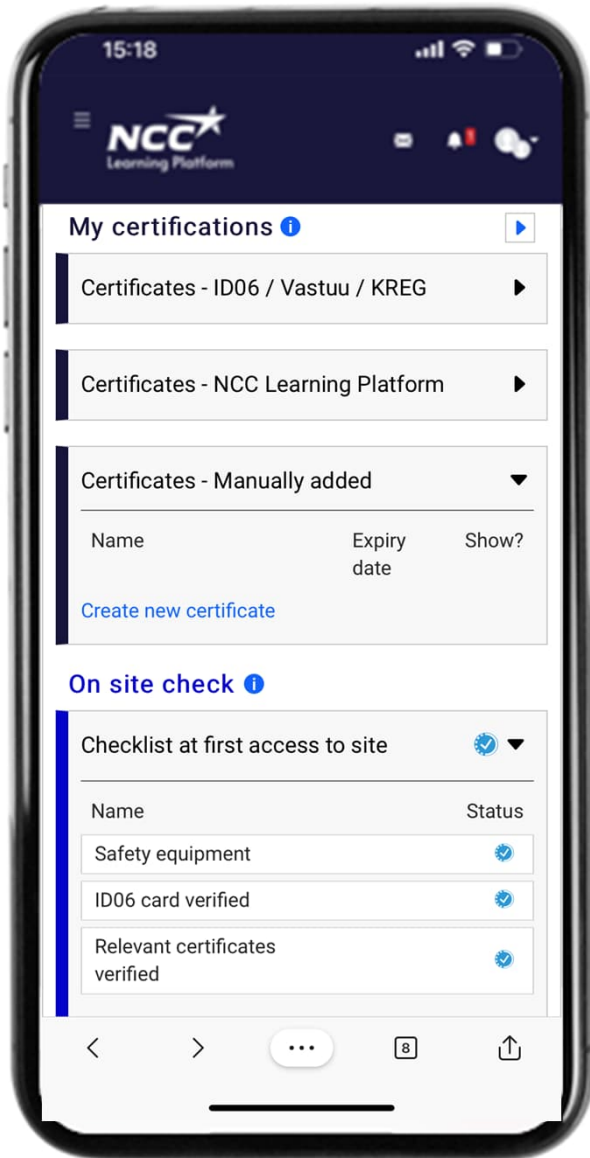 15:18
NCC
Learning Platform
My certifications
Certificates - ID06 / Vastuu / KREG
Certificates - NCC Learning Platform
Certificates - Manually added
Name Expiry date Show?
Create new certificate
On site check
Checklist at first access to site
Name Status
Safety equipment
ID06 card verified
Relevant certificates
verified
8